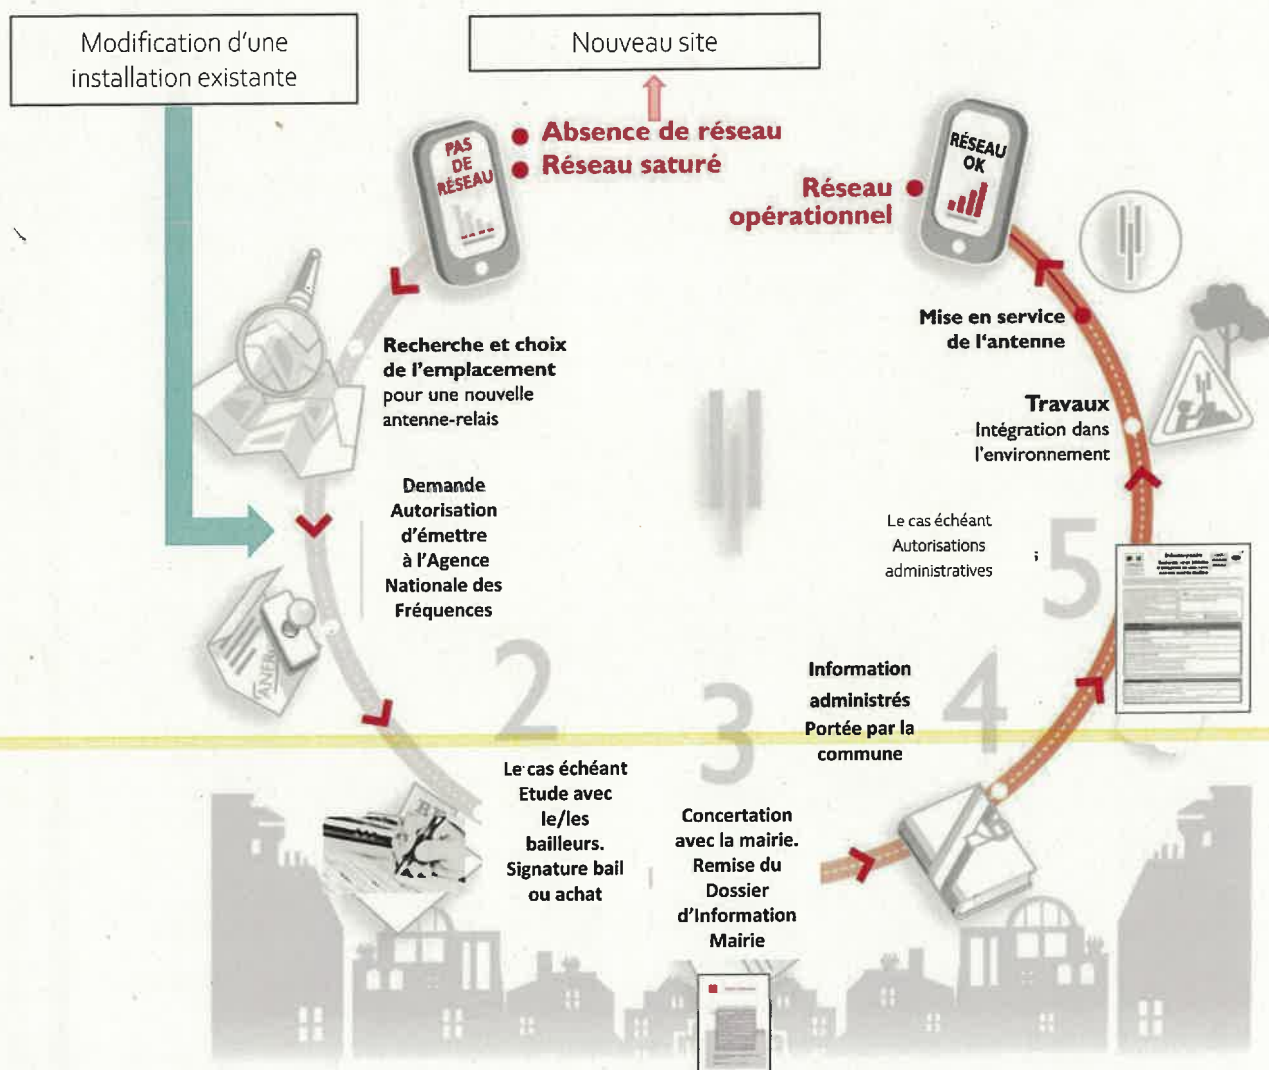 Modification d'une
installation existante
Nouveau site
Absence de réseau
Réseau saturé
PAS
DE
RÉSEAU
RÉSEAU
OK
Réseau
opérationnel
Recherche et choix
de l'emplacement
pour une nouvelle
antenne-relais
Demande
Autorisation
d'émettre
à l'Agence
Nationale des
Fréquences
ANFR
2
Le cas échéant
Etude avec
le/les
bailleurs.
Signature bail
ou achat
3
Concertation
avec la mairie.
Remise du
Dossier
d'Information
Mairie
4
Information
administrés
Portée par la
commune
5
Le cas échéant
Autorisations
administratives
;
Travaux
Intégration dans
l'environnement
Mise en service
de l'antenne